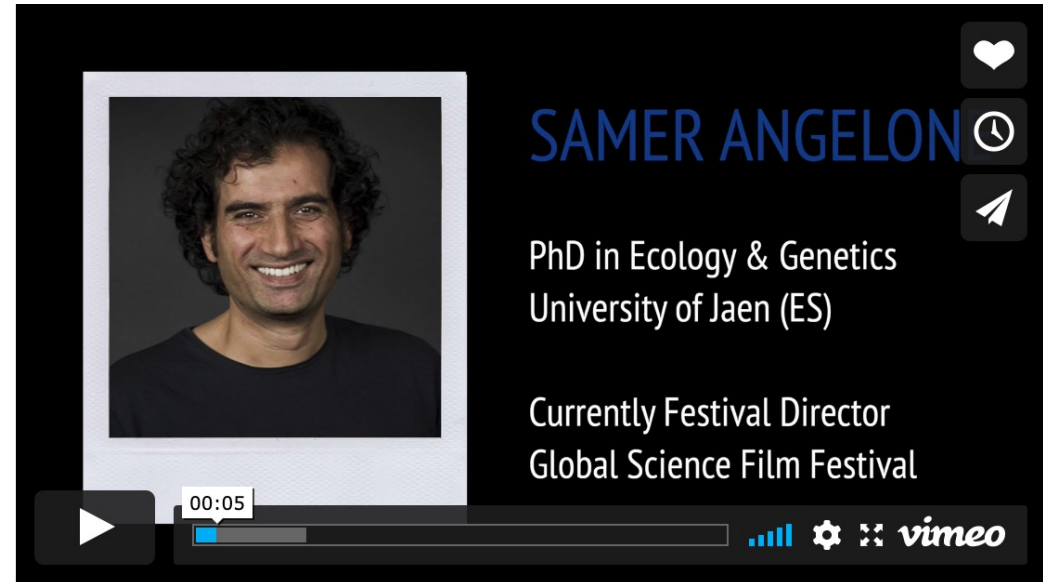 SAMER ANGELONE
PhD in Ecology & Genetics
University of Jaen (ES)
Currently Festival Director
Global Science Film Festival
00:05
vimeo